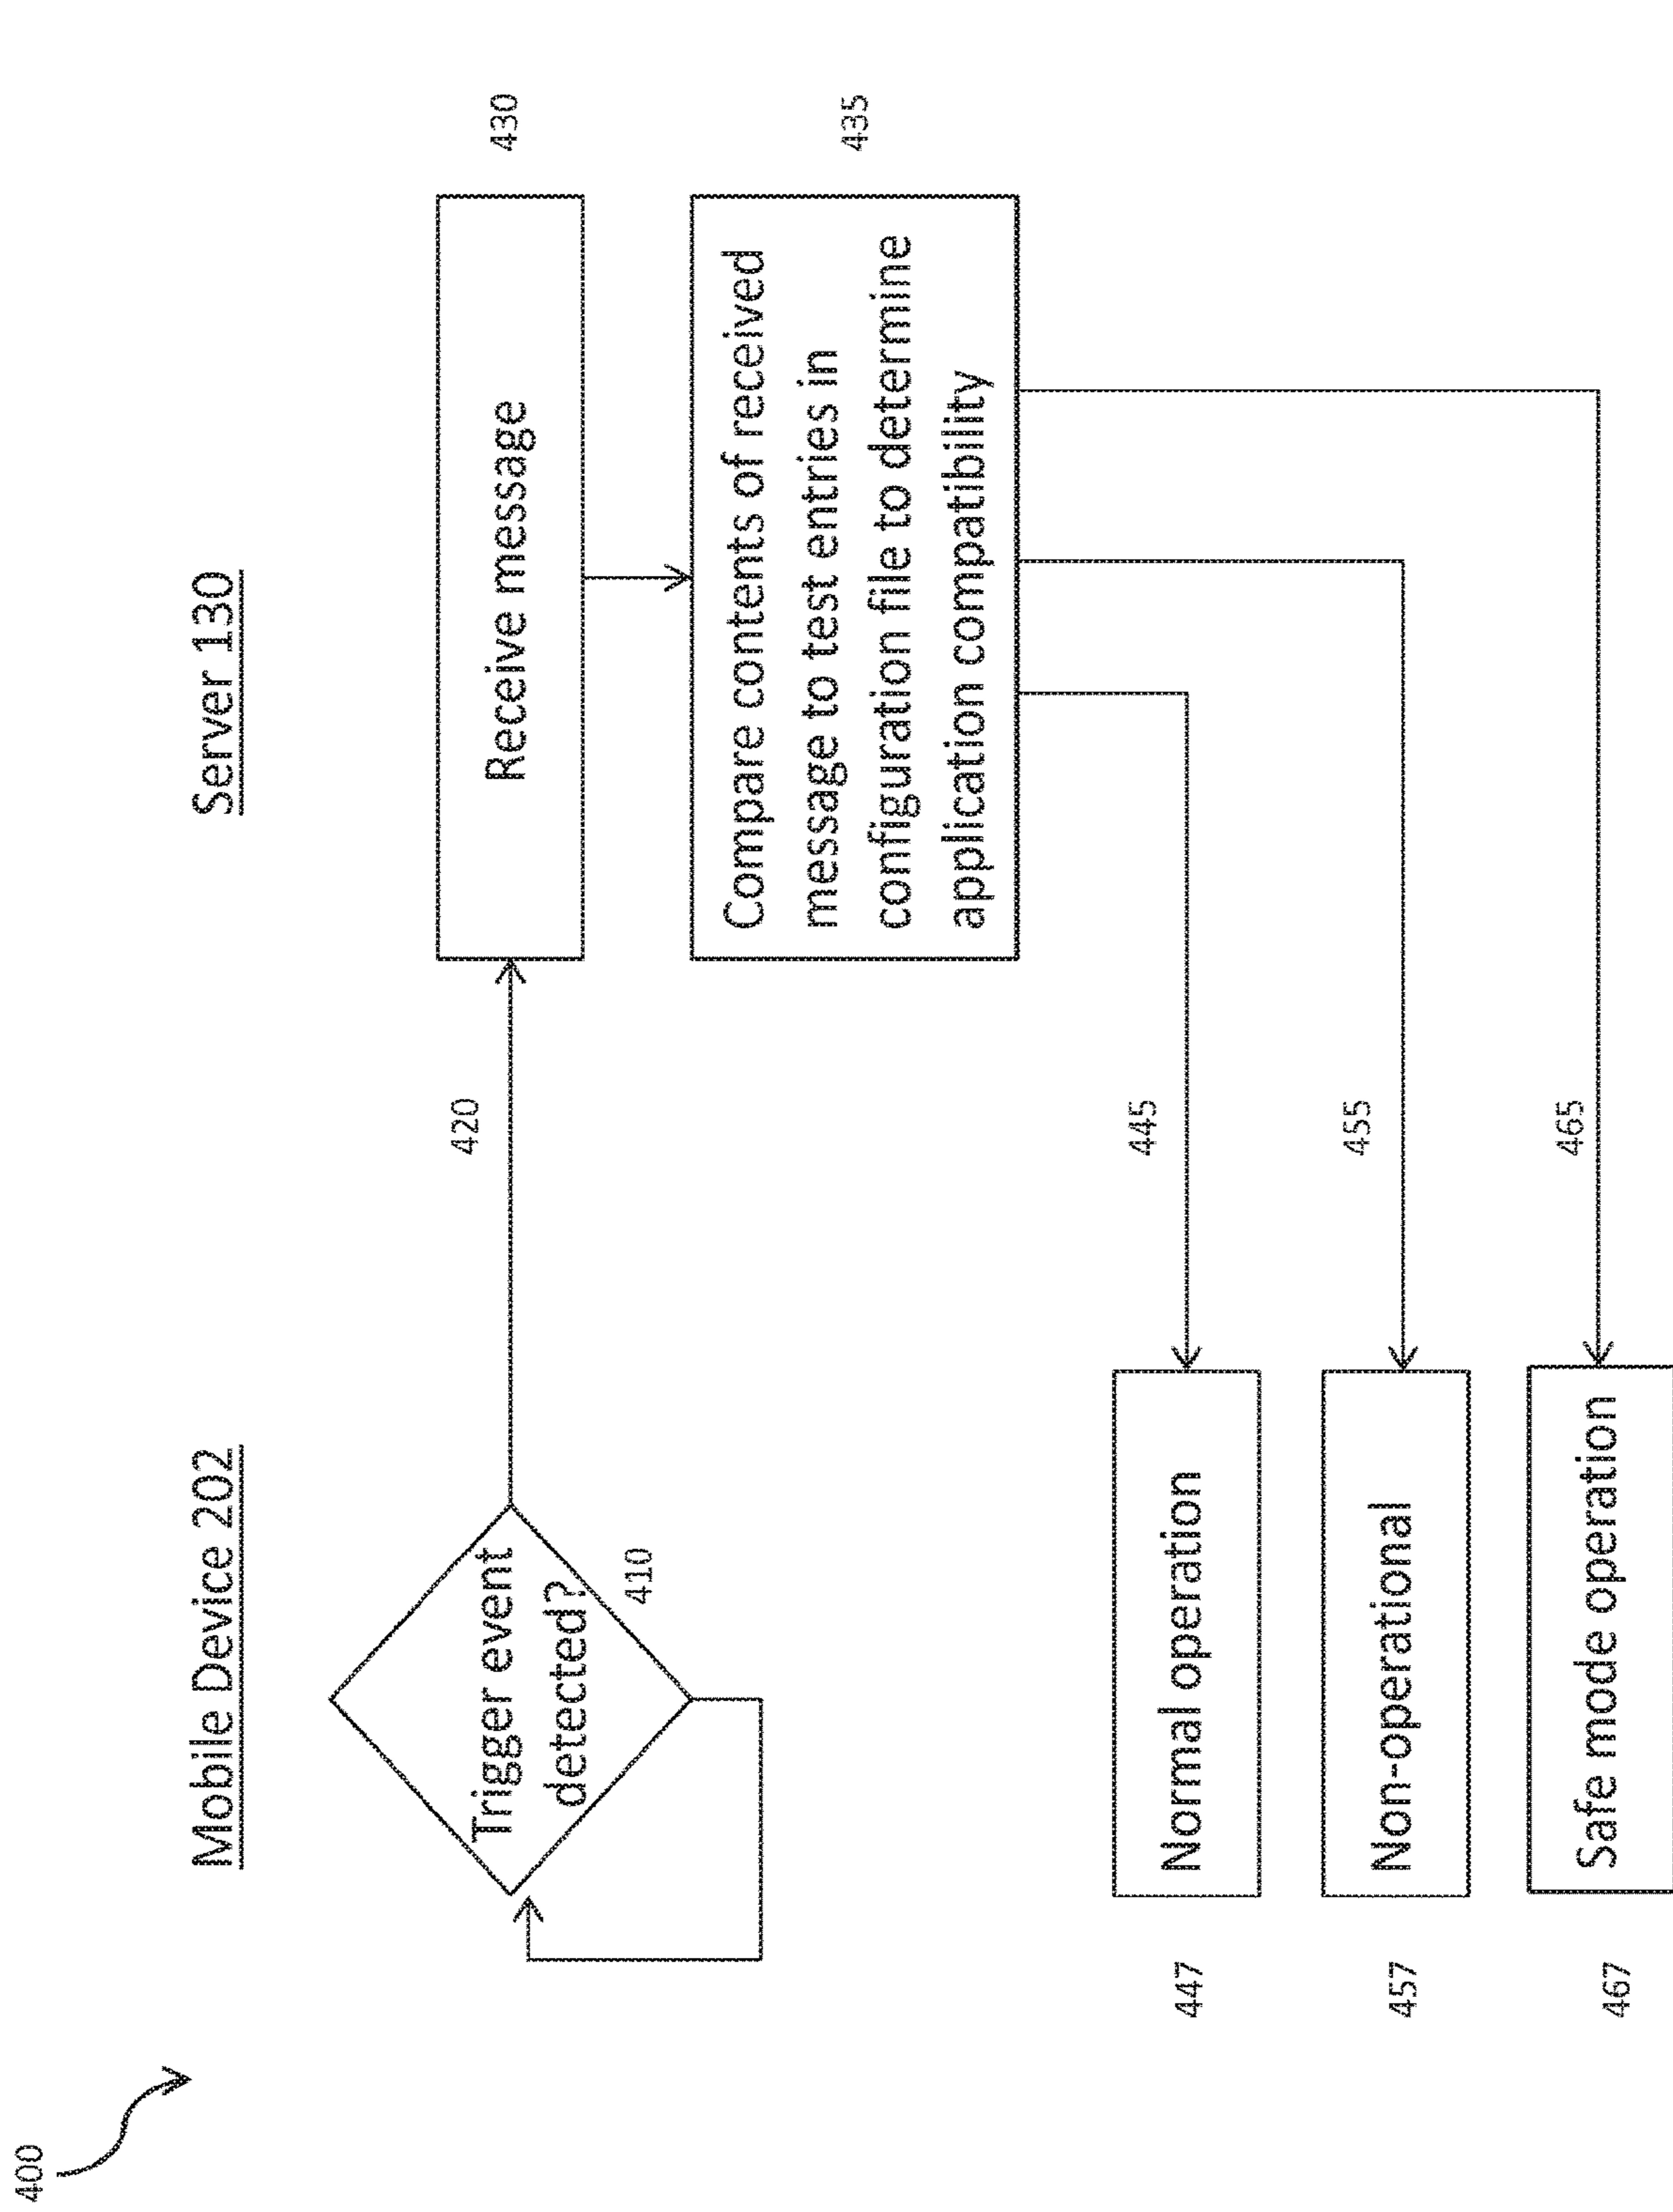 400
Mobile Device 202
Server 130
Trigger event
detected?
410
420
Receive message
430
Compare contents of received
message to test entries in
configuration file to determine
application compatibility
435
445
447
Normal operation
455
457
Non-operational
465
467
Safe mode operation